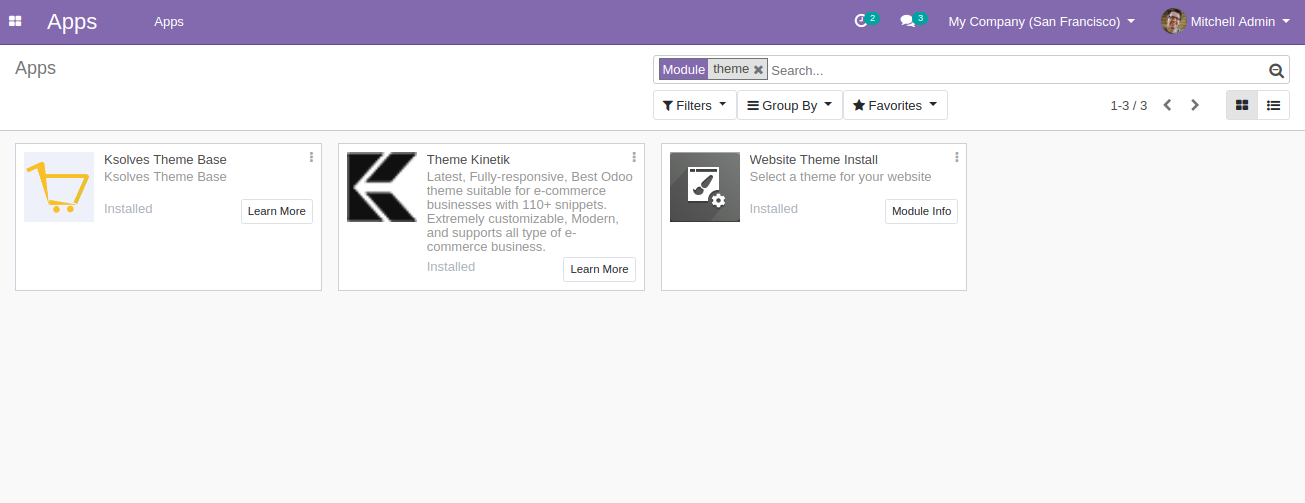 Apps
Apps
2
3
My Company (San Francisco)
Mitchell Admin
Apps
Module
theme
Search...
Filters
Group By
Favorites
1-3 / 3
Ksolves Theme Base
Ksolves Theme Base
Installed
Learn More
Theme Kinetik
Latest, Fully-responsive, Best Odoo
theme suitable for e-commerce
businesses with 110+ snippets.
Extremely customizable, Modern,
and supports all type of e-
commerce business.
Installed
Learn More
Website Theme Install
Select a theme for your website
Installed
Module Info